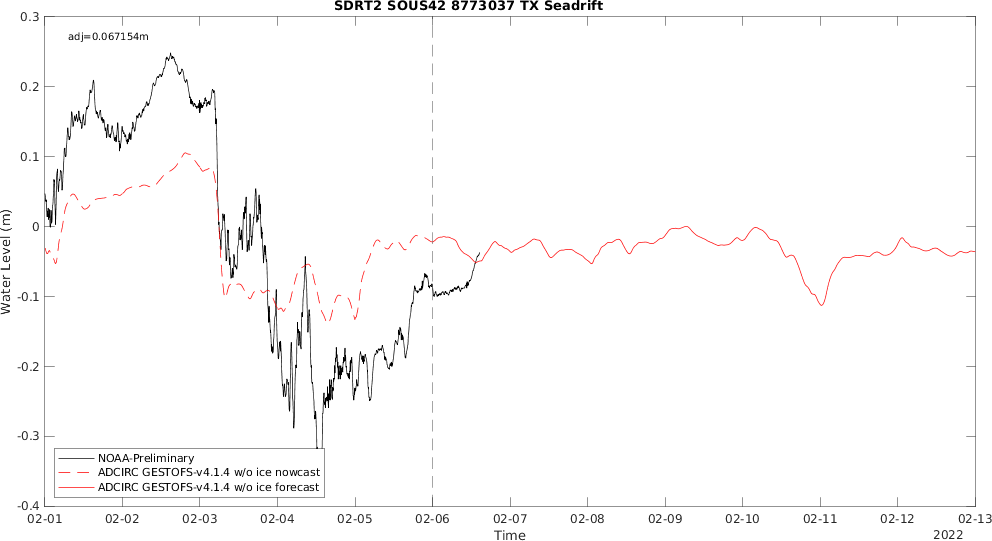 SDRT2 SOUS42 8773037 TX Seadrift
adj=0.067154m
0.3
0.2
0.1
0
-0.1
-0.2
-0.3
-0.4
Water Level (m)
NOAA-Preliminary
ADCIRC GESTOFS-v4.1.4 w/o ice nowcast
ADCIRC GESTOFS-v4.1.4 w/o ice forecast
02-01 02-02 02-03 02-04 02-05 02-06 02-07 02-08 02-09 02-10 02-11 02-12 02-13
Time
2022